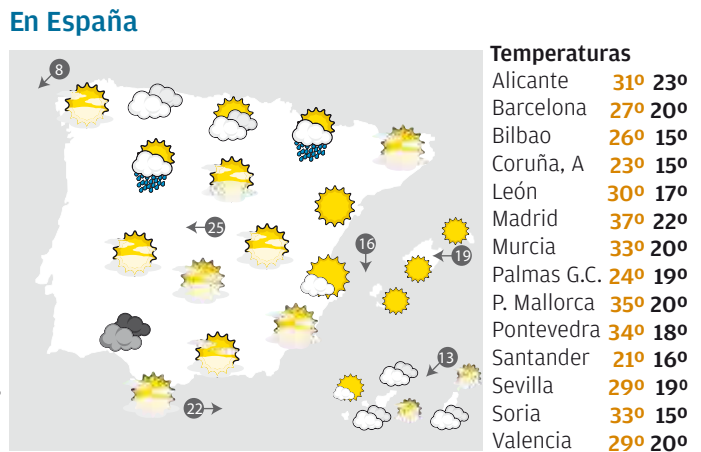 En España
8
25
16
19
13
22
Temperaturas
Alicante 31º 23º
Barcelona 27º 20º
Bilbao 26º 15º
Coruña, A 23º 15º
León 30º 17º
Madrid 37º 22º
Murcia 33º 20º
Palmas G.C. 24º 19º
P. Mallorca 35º 20º
Pontevedra 34º 18º
Santander 21º 16º
Sevilla 29º 19º
Soria 33º 15º
Valencia 29º 20º